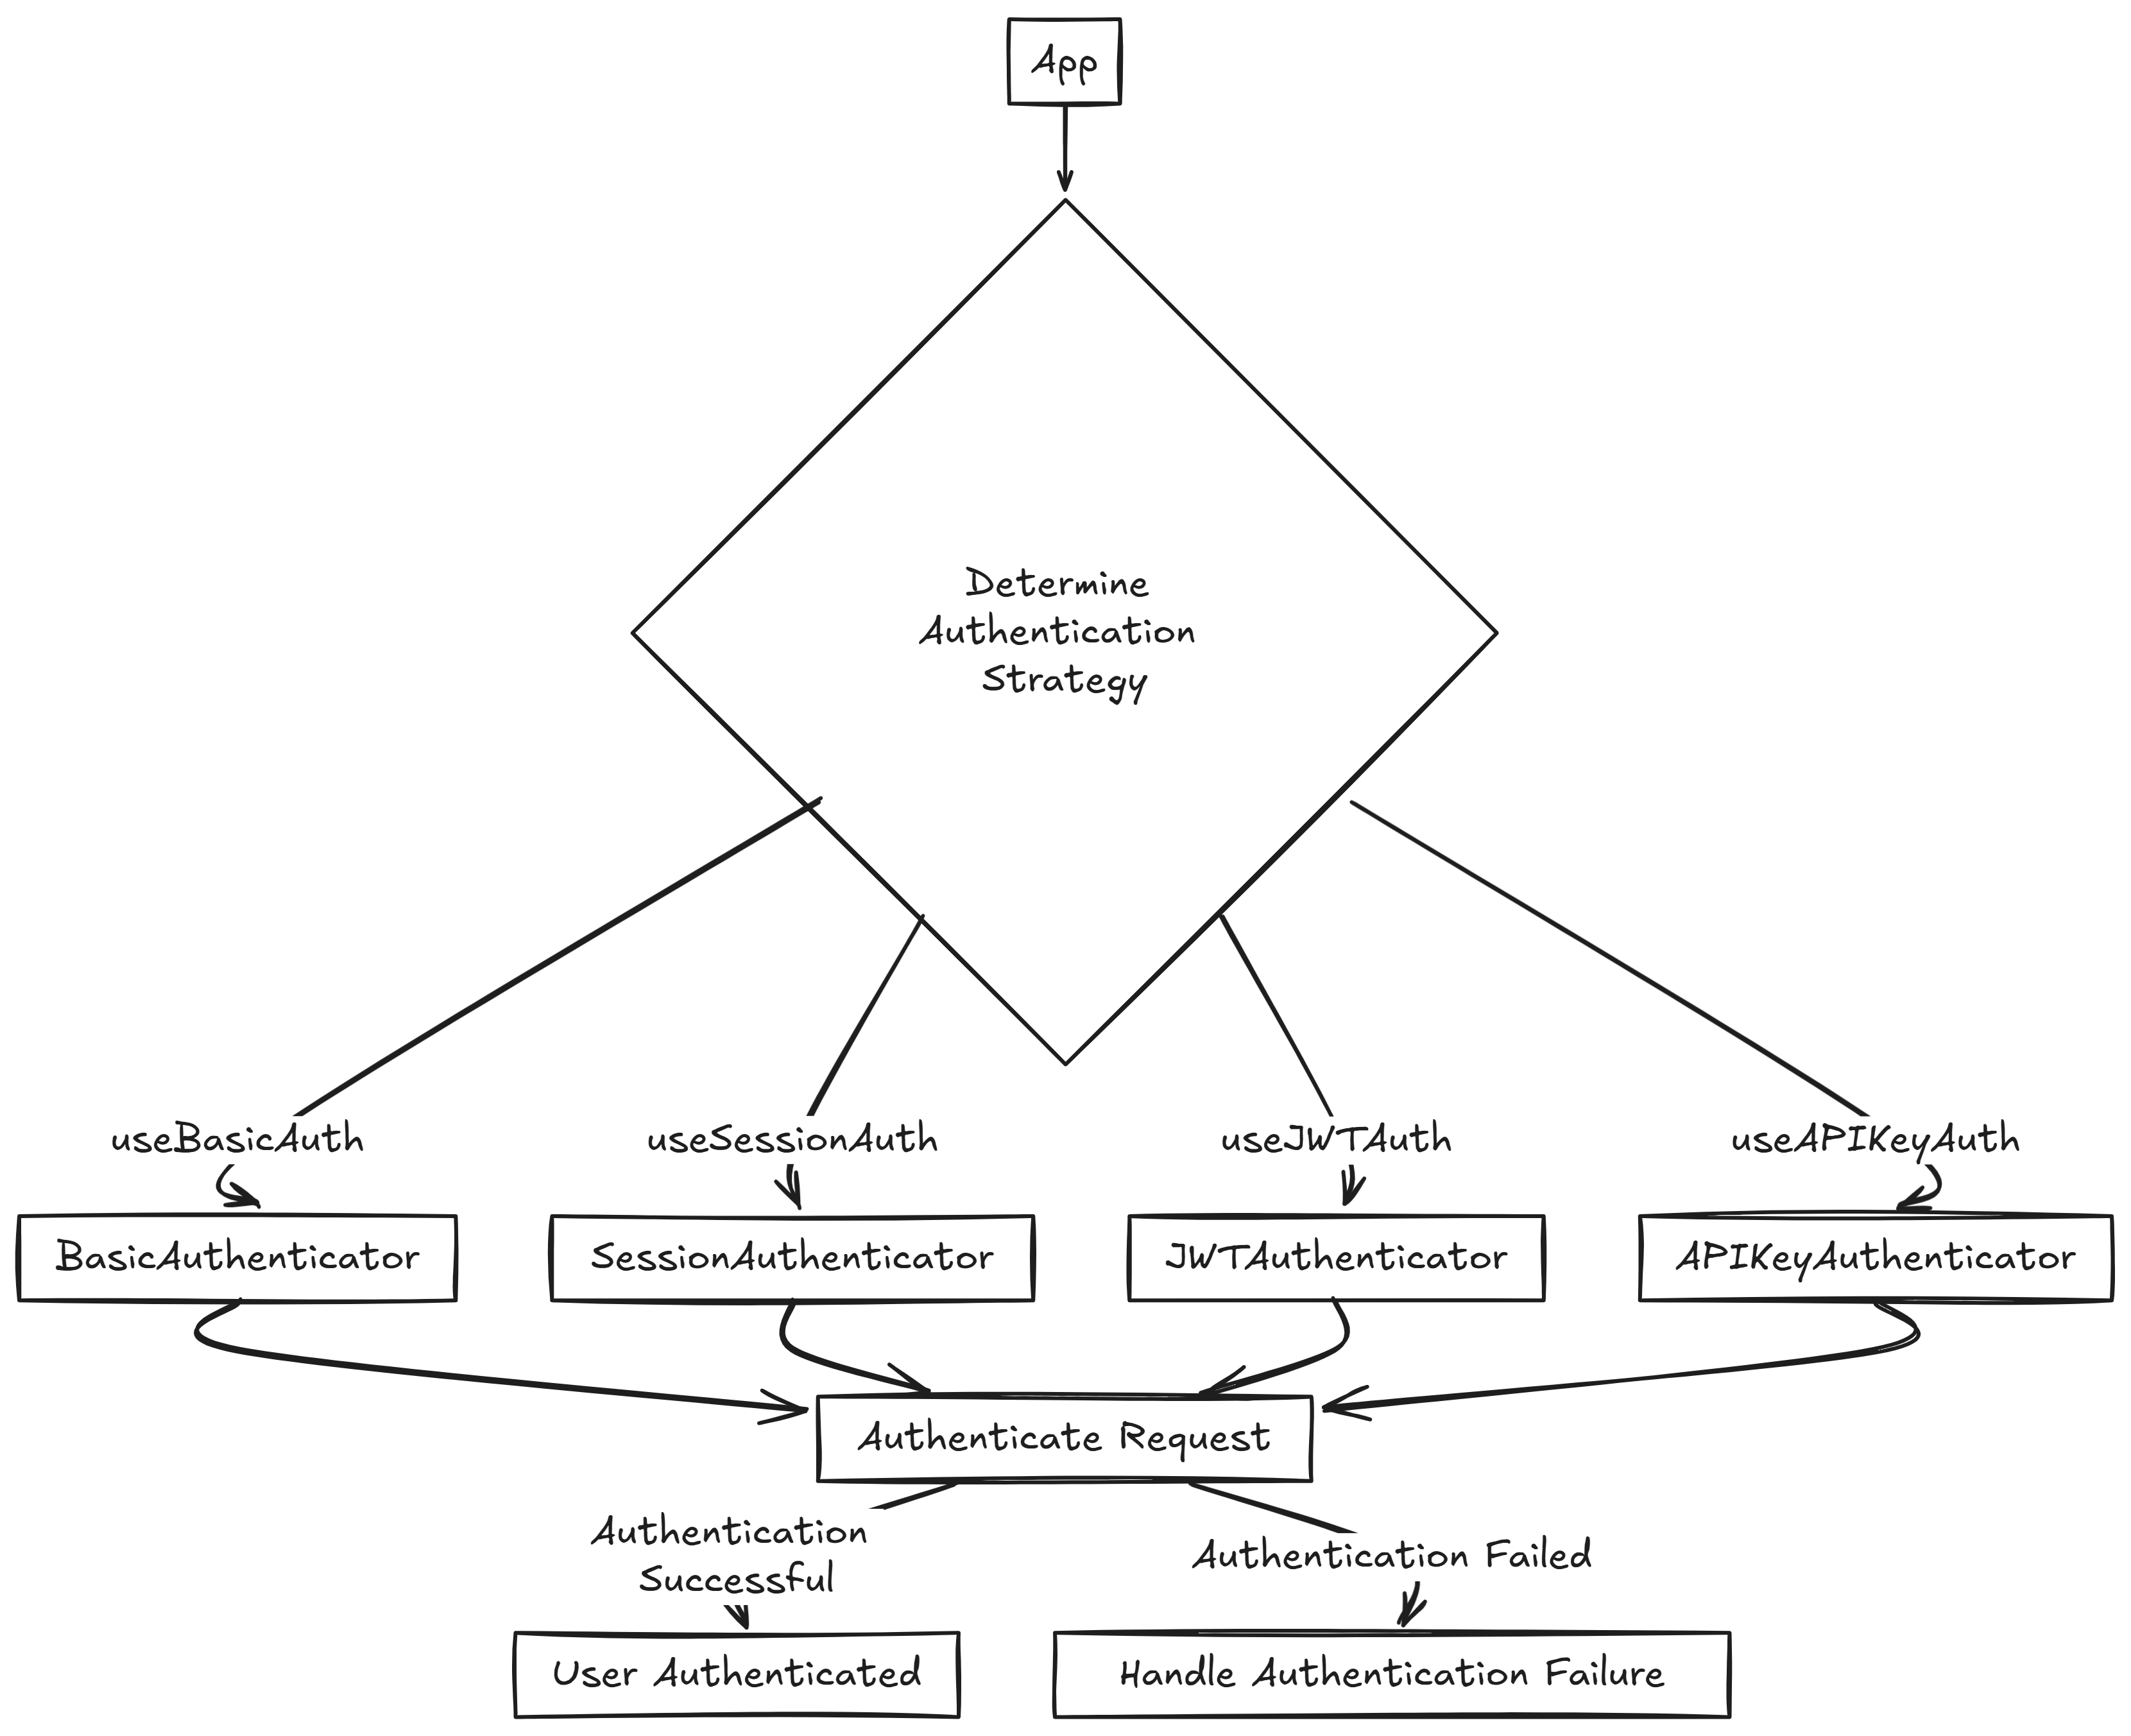 App
Determine
Authentication
Strategy
useBasicAuth
useSessionAuth
useJWTAuth
useAPIKeyAuth
BasicAuthenticator
SessionAuthenticator
JWTAuthenticator
APIKeyAuthenticator
Authenticate Request
Authentication
Successful
Authentication Failed
User Authenticated
Handle Authentication Failure